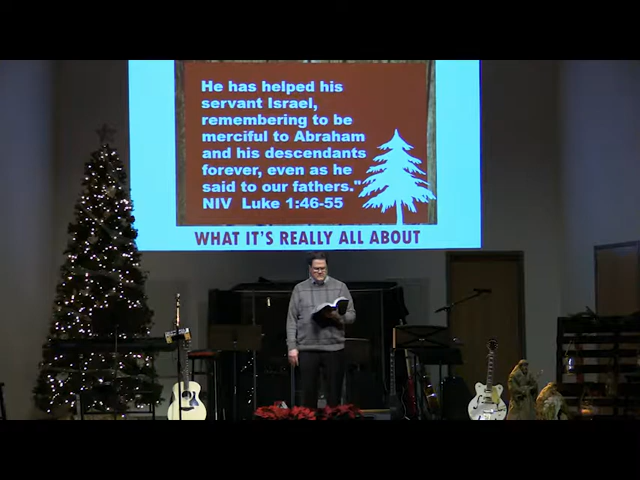 He has helped his
servant Israel,
remembering to be
merciful to Abraham
and his descendants
forever, even as he
said to our fathers."
NIV Luke 1:46-55
WHAT IT'S REALLY ALL ABOUT